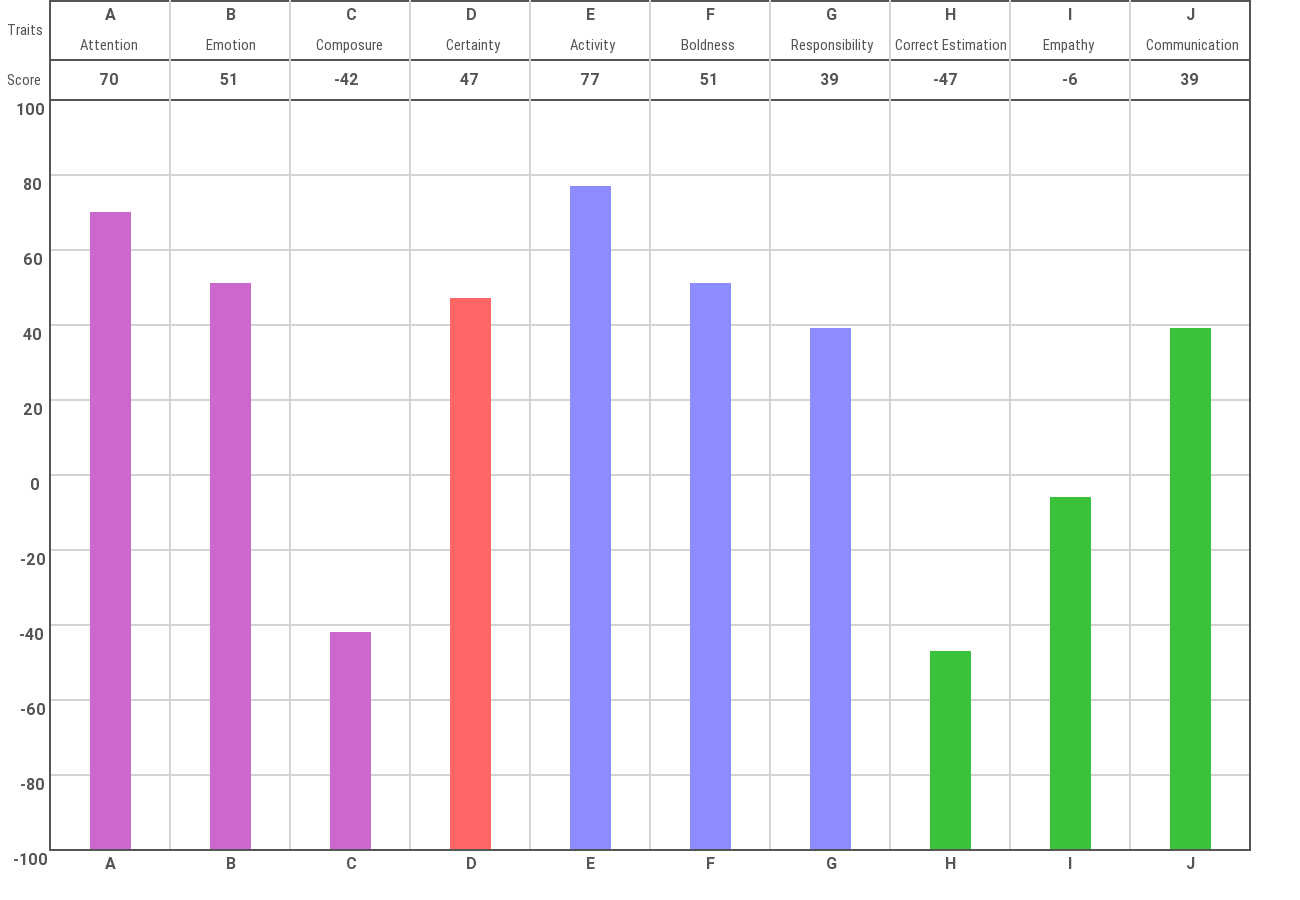 A B C D E F G H I J
Traits
Attention Emotion Composure Certainty Activity Boldness Responsibility Correct Estimation Empathy Communication
Score 70 51 -42 47 77 51 39 -47 -6 39
100
80
60
40
20
0
-20
-40
-60
-80
-100
A B C D E F G H I J